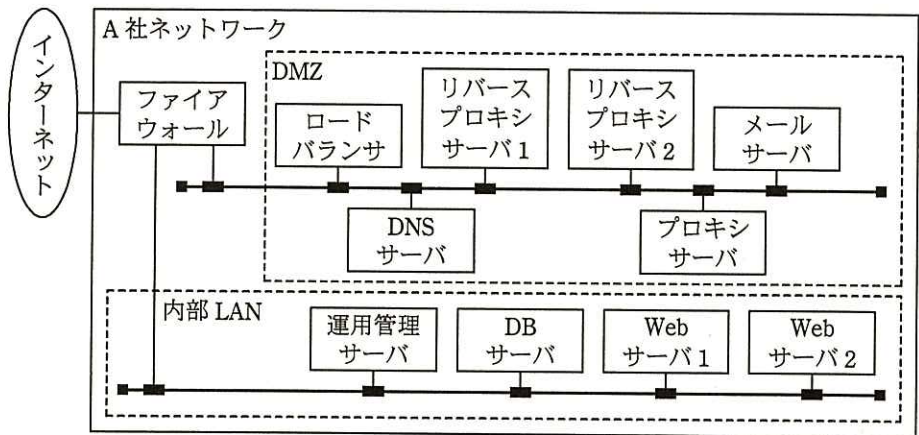 A 社ネットワーク
インターネット
DMZ
ファイア
ウォール
ロード
バランサ
リバース
プロキシ
サーバ 1
リバース
プロキシ
サーバ 2
メール
サーバ
DNS
サーバ
プロキシ
サーバ
内部 LAN
運用管理
サーバ
DB
サーバ
Web
サーバ 1
Web
サーバ 2